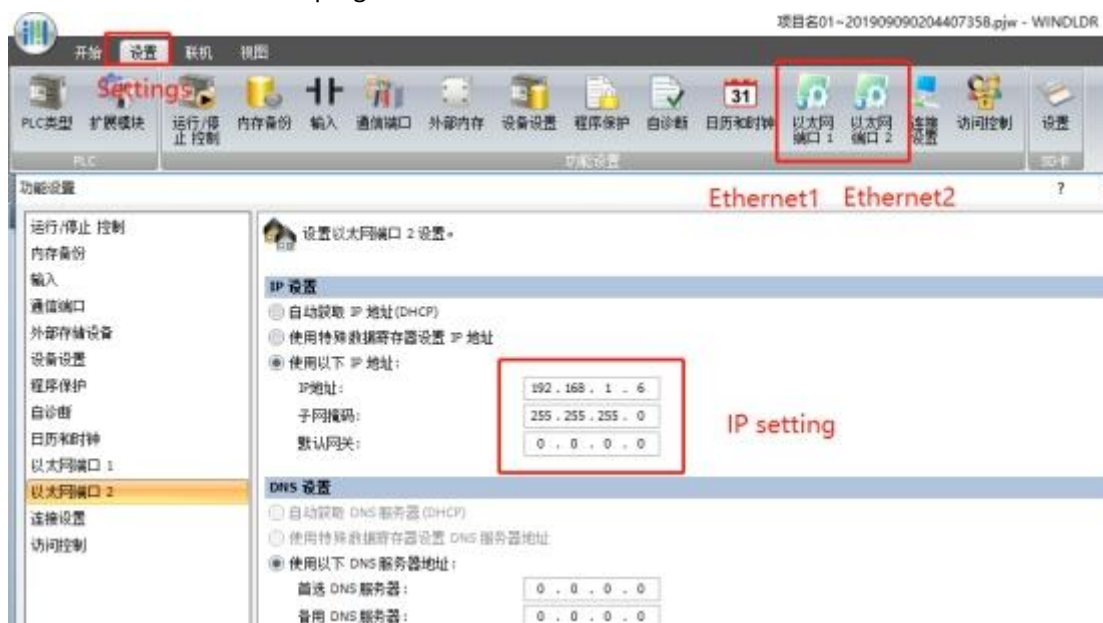 项目名01~201909090204407358.pjw - WINDLDR
开始 设置 联机 视图
Settings
PLC类型 扩展模块 运行/停止 控制 内存备份 输入 通信端口 外部内存 设备设置 程序保护 自诊断 31 日历和时钟 以太网端口 1 以太网端口 2 连接设置 访问控制 设置
PLC 功能设置 SD卡
功能设置 ?
Ethernet1 Ethernet2
运行/停止 控制
内存备份
输入
通信端口
外部存储设备
设备设置
程序保护
自诊断
日历和时钟
以太网端口 1
以太网端口 2
连接设置
访问控制
设置以太网端口 2 设置。
IP 设置
自动获取 IP 地址(DHCP)
使用特殊数据寄存器设置 IP 地址
使用以下 IP 地址:
IP地址: 192 . 168 . 1 . 6
子网掩码: 255 . 255 . 255 . 0
默认网关: 0 . 0 . 0 . 0
IP setting
DNS 设置
自动获取 DNS 服务器(DHCP)
使用特殊数据寄存器设置 DNS 服务器地址
使用以下 DNS 服务器地址:
首选 DNS 服务器: 0 . 0 . 0 . 0
备用 DNS 服务器: 0 . 0 . 0 . 0